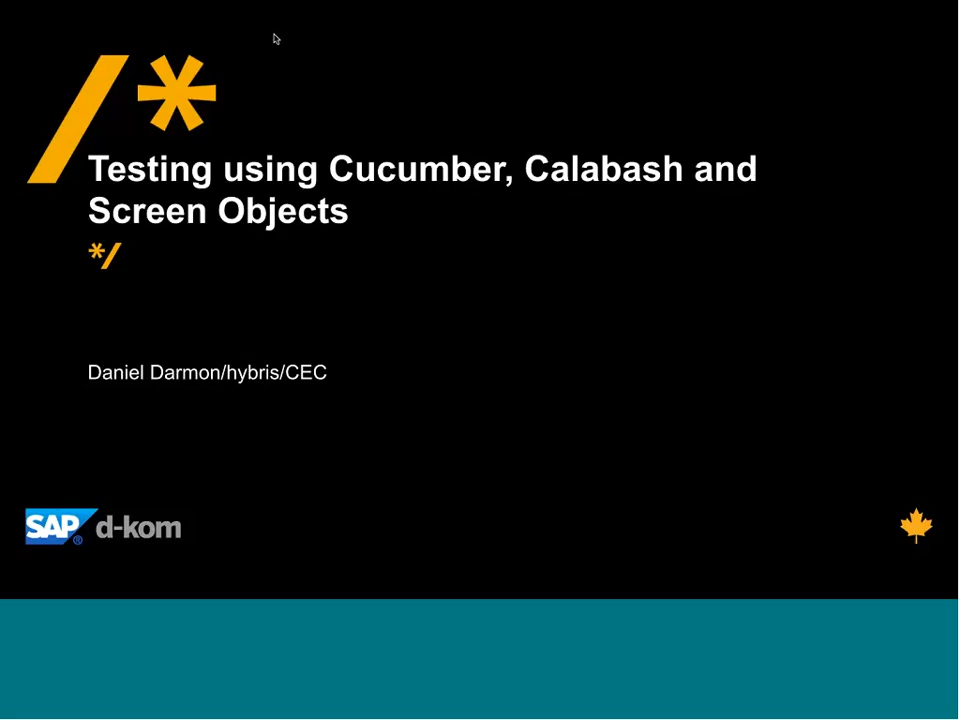 /*
Testing using Cucumber, Calabash and
Screen Objects
*/
Daniel Darmon/hybris/CEC
SAP® d-kom